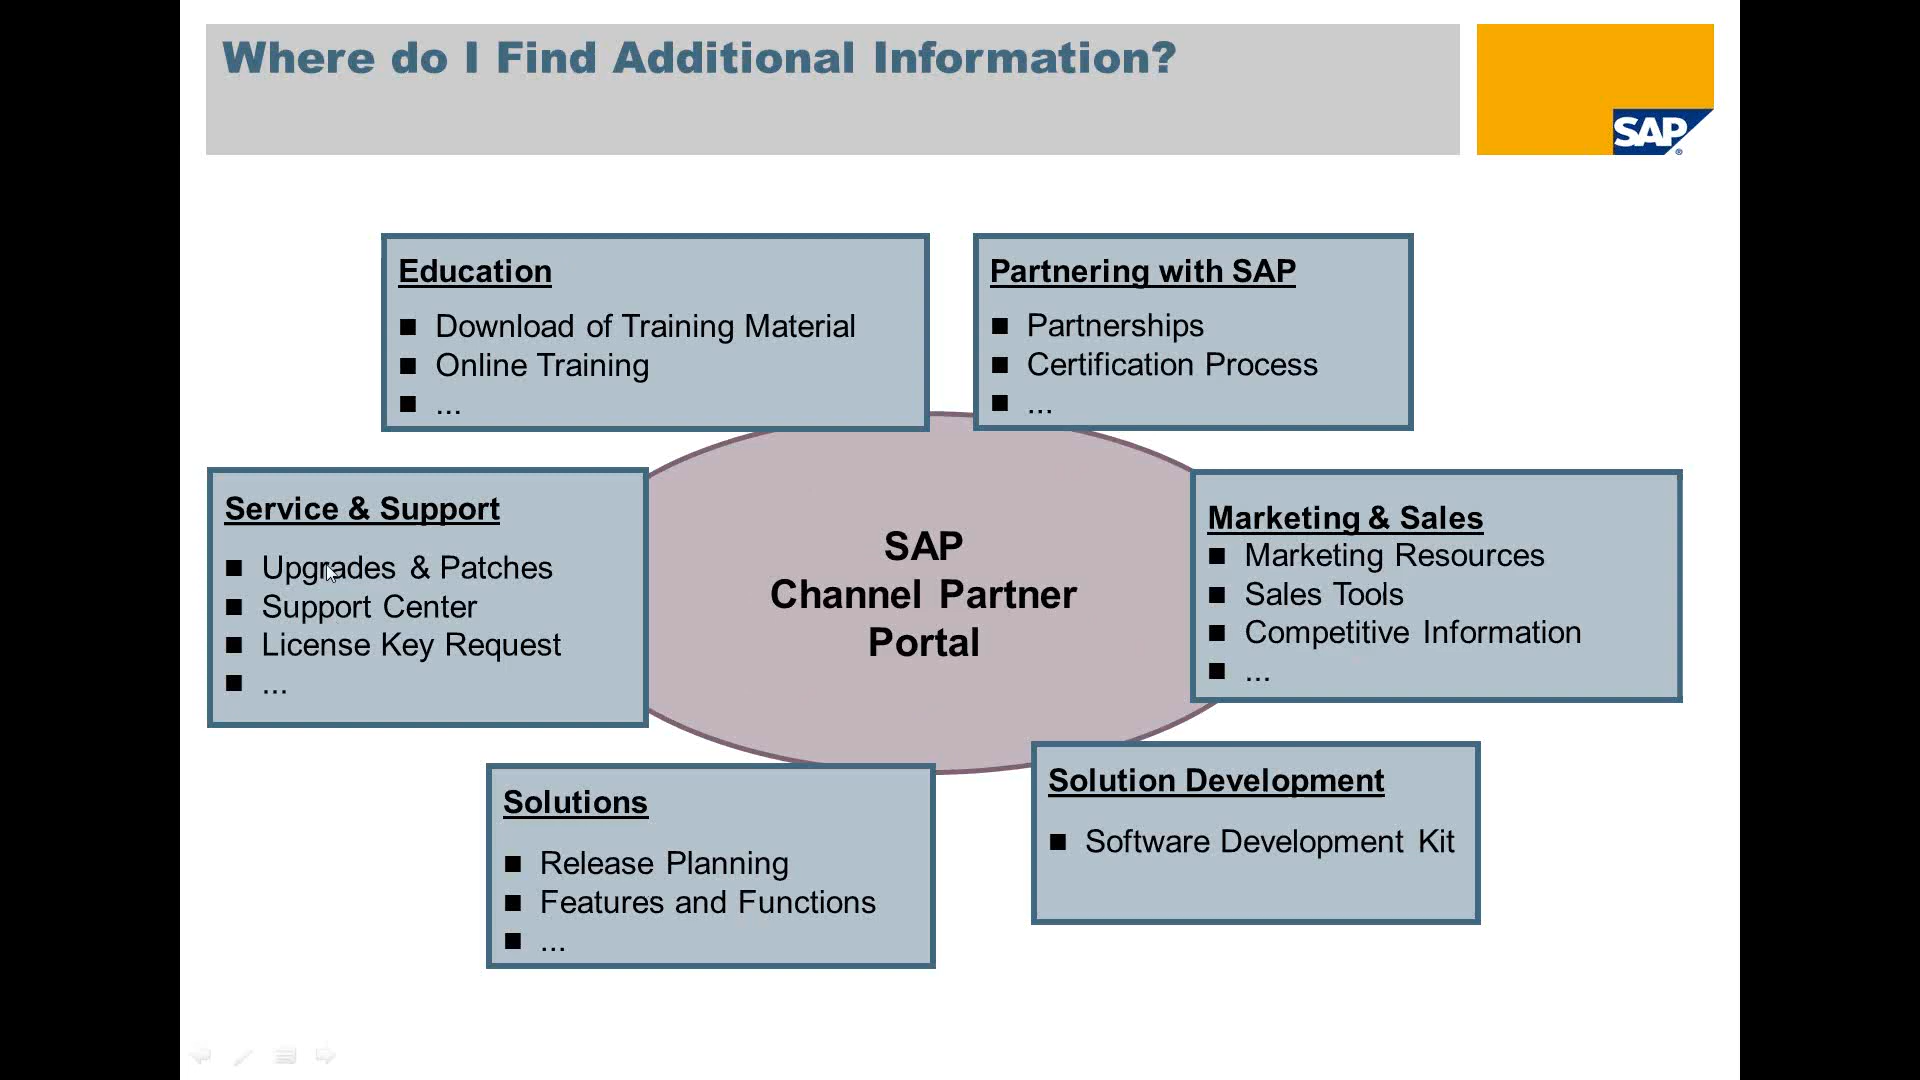 Where do I Find Additional Information?
SAP®
Education
■ Download of Training Material
■ Online Training
■ ...
Partnering with SAP
■ Partnerships
■ Certification Process
■ ...
Service & Support
■ Upgrades & Patches
■ Support Center
■ License Key Request
■ ...
SAP
Channel Partner
Portal
Marketing & Sales
■ Marketing Resources
■ Sales Tools
■ Competitive Information
■ ...
Solutions
■ Release Planning
■ Features and Functions
■ ...
Solution Development
■ Software Development Kit